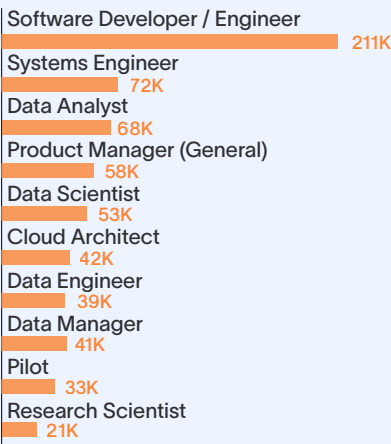 Software Developer / Engineer
211K
Systems Engineer
72K
Data Analyst
68K
Product Manager (General)
58K
Data Scientist
53K
Cloud Architect
42K
Data Engineer
39K
Data Manager
41K
Pilot
33K
Research Scientist
21K